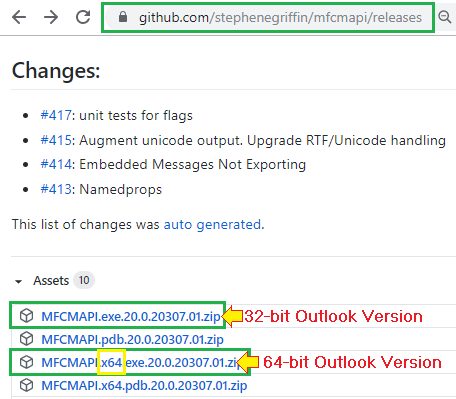 github.com/stephenegriffin/mfcmapi/releases
Changes:
#417: unit tests for flags
#415: Augment unicode output. Upgrade RTF/Unicode handling
#414: Embedded Messages Not Exporting
#413: Namedprops
This list of changes was auto generated.
Assets 10
MFCMAPI.exe.20.0.20307.01.zip 32-bit Outlook Version
MFCMAPI.pdb.20.0.20307.01.zip
MFCMAPI.x64.exe.20.0.20307.01.zip 64-bit Outlook Version
MFCMAPI.x64.pdb.20.0.20307.01.zip